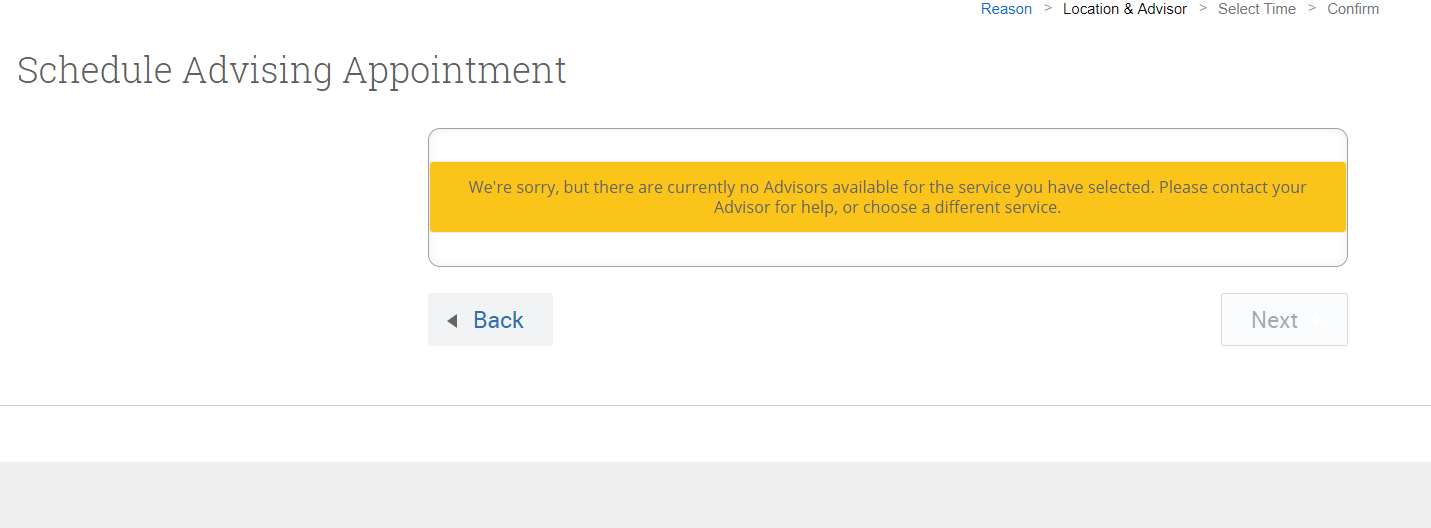 Reason > Location & Advisor > Select Time > Confirm
Schedule Advising Appointment
We're sorry, but there are currently no Advisors available for the service you have selected. Please contact your
Advisor for help, or choose a different service.
Back
Next